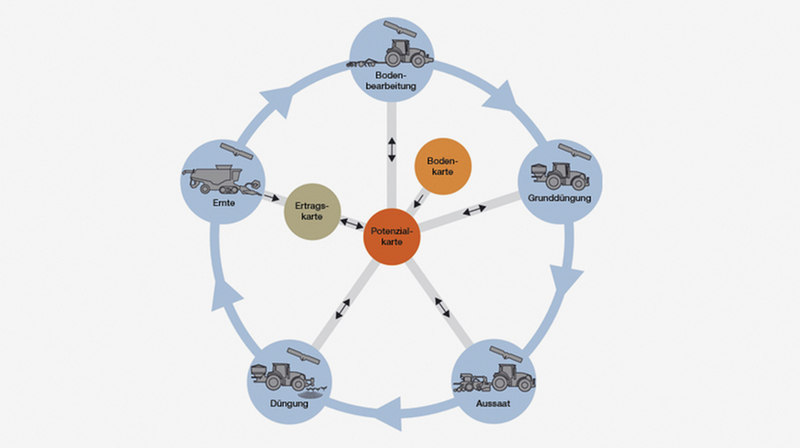 Boden-
bearbeitung
Boden-
karte
Grunddüngung
Ernte
Ertrags-
karte
Potenzial-
karte
Düngung
Aussaat